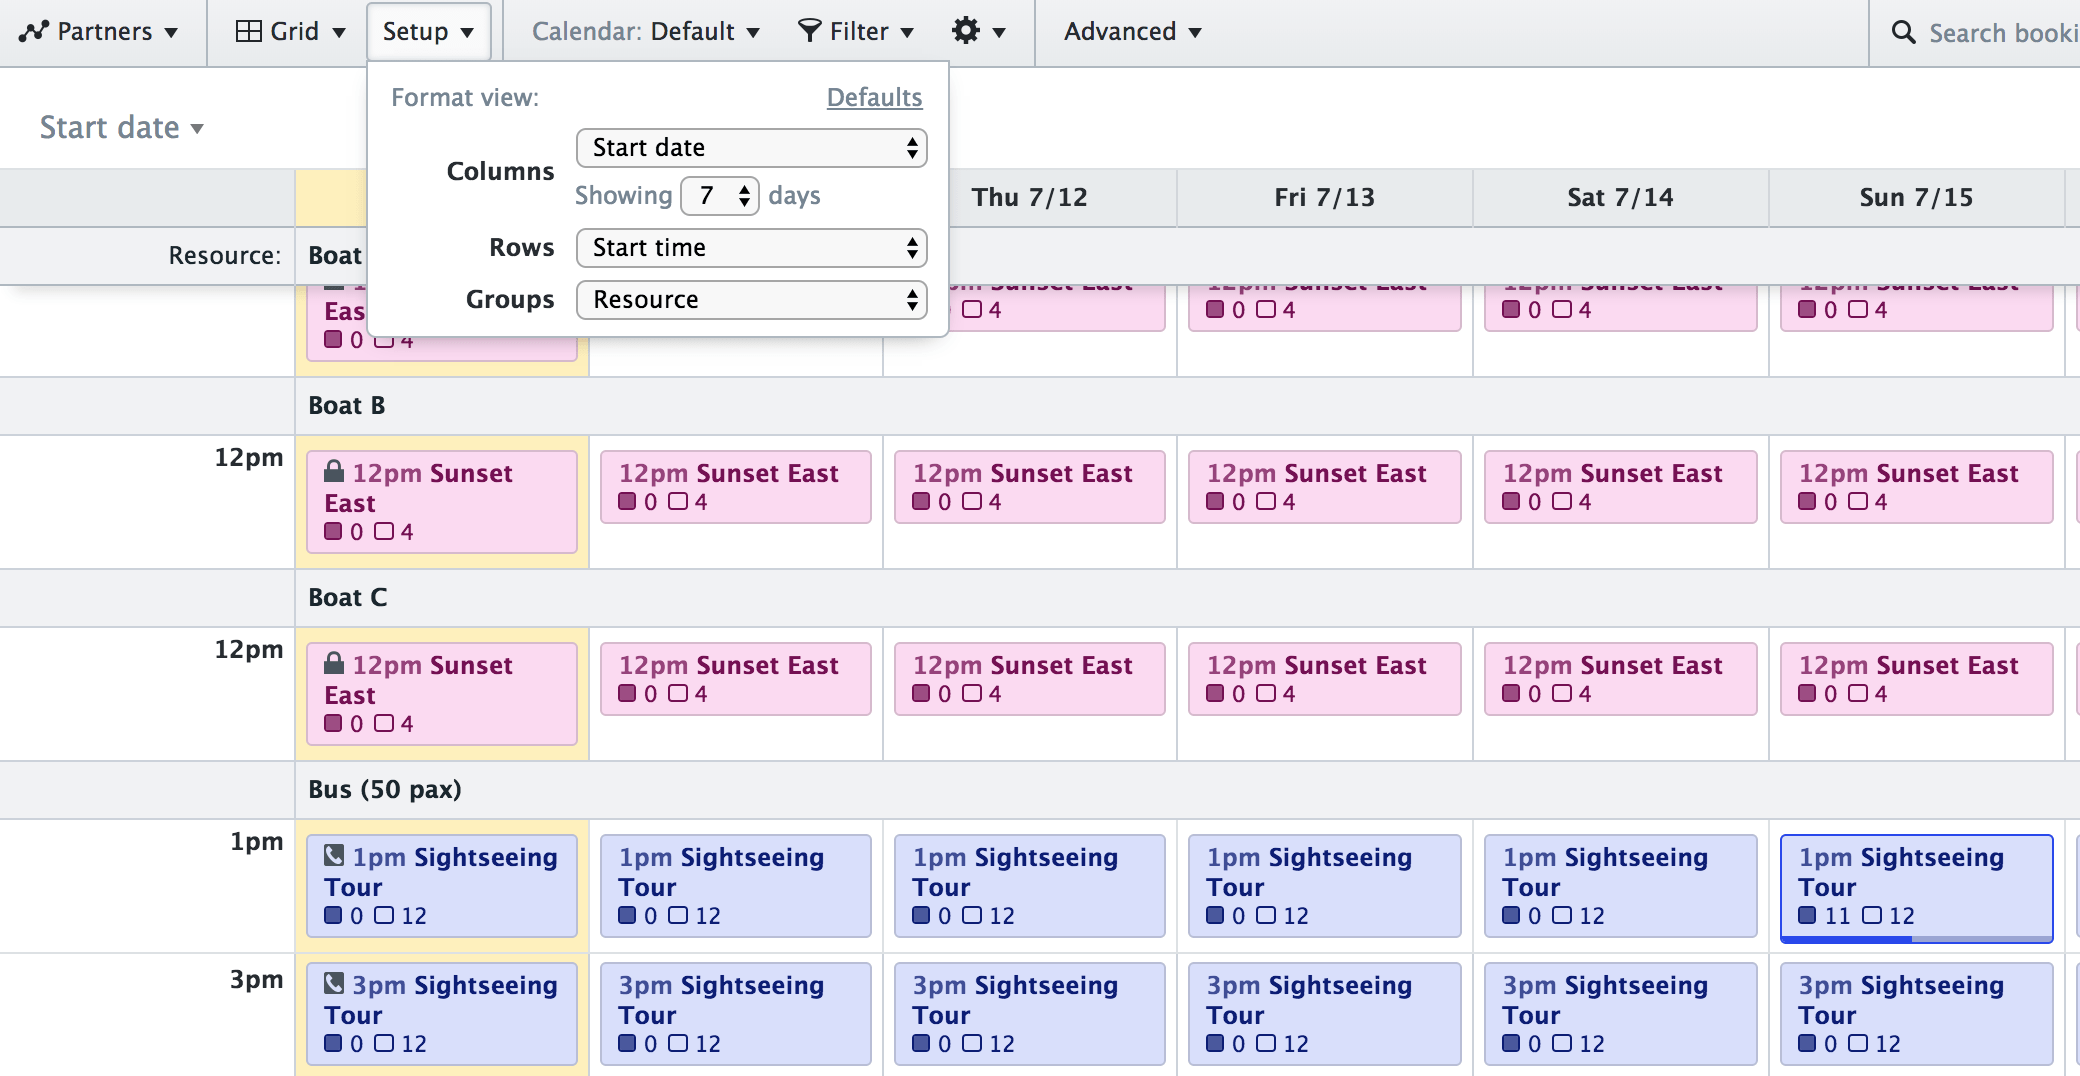 Partners Grid Setup Calendar: Default Filter Advanced Search booki
Format view: Defaults
Start date
Columns Start date
Showing 7 days
Thu 7/12 Fri 7/13 Sat 7/14 Sun 7/15
Rows Start time
Resource: Boat
Groups Resource
Sunset East Sunset East Sunset East Sunset East
Eas
0 4
4 0 4 0 4 0 4
Boat B
12pm
12pm Sunset East 12pm Sunset East 12pm Sunset East 12pm Sunset East 12pm Sunset East 12pm Sunset East
0 4 0 4 0 4 0 4 0 4 0 4
Boat C
12pm
12pm Sunset East 12pm Sunset East 12pm Sunset East 12pm Sunset East 12pm Sunset East 12pm Sunset East
0 4 0 4 0 4 0 4 0 4 0 4
Bus (50 pax)
1pm
1pm Sightseeing Tour 1pm Sightseeing Tour 1pm Sightseeing Tour 1pm Sightseeing Tour 1pm Sightseeing Tour 1pm Sightseeing Tour
0 12 0 12 0 12 0 12 0 12 11 12
3pm
3pm Sightseeing Tour 3pm Sightseeing Tour 3pm Sightseeing Tour 3pm Sightseeing Tour 3pm Sightseeing Tour 3pm Sightseeing Tour
0 12 0 12 0 12 0 12 0 12 0 12